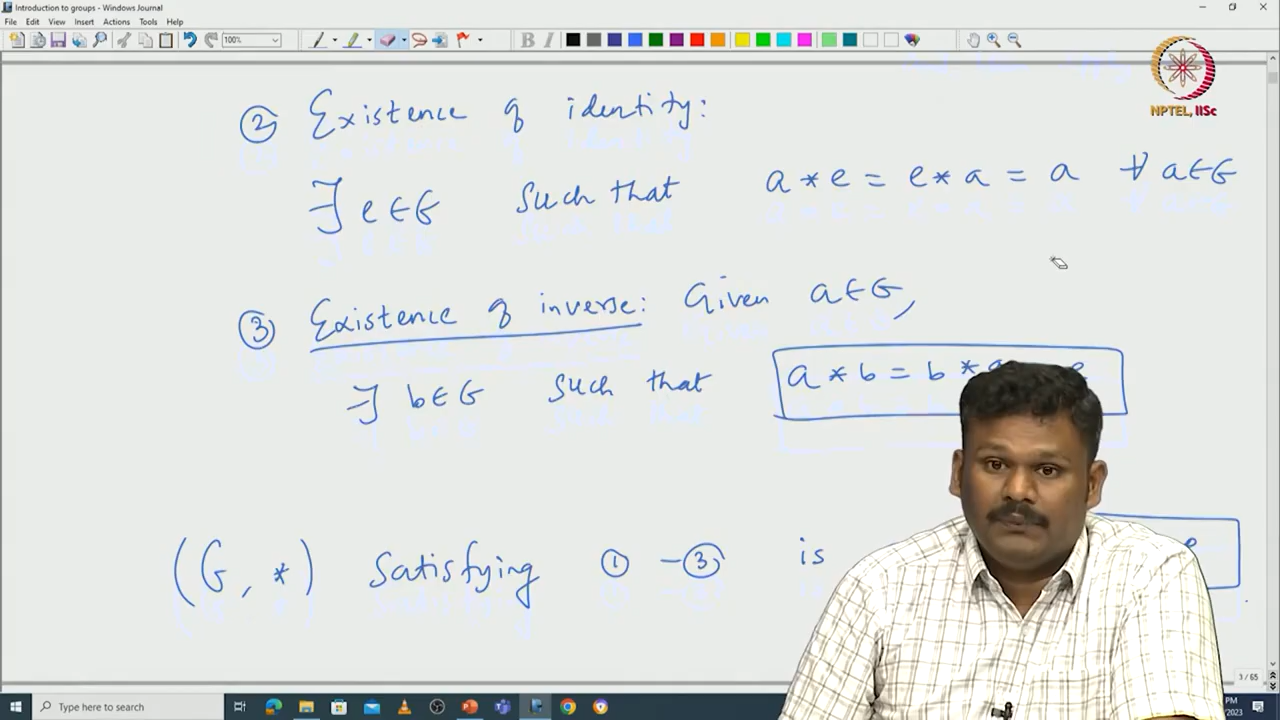 Introduction to groups - Windows Journal
File Edit View Insert Actions Tools Help
100%
NPTEL, IISc
② Existence of identity:
∃ e ∈ G such that a * e = e * a = a ∀ a ∈ G
③ Existence of inverse: Given a ∈ G,
∃ b ∈ G such that a * b = b *
(G, *) Satisfying ① - ③ is
3 / 65
Type here to search
PM
2023